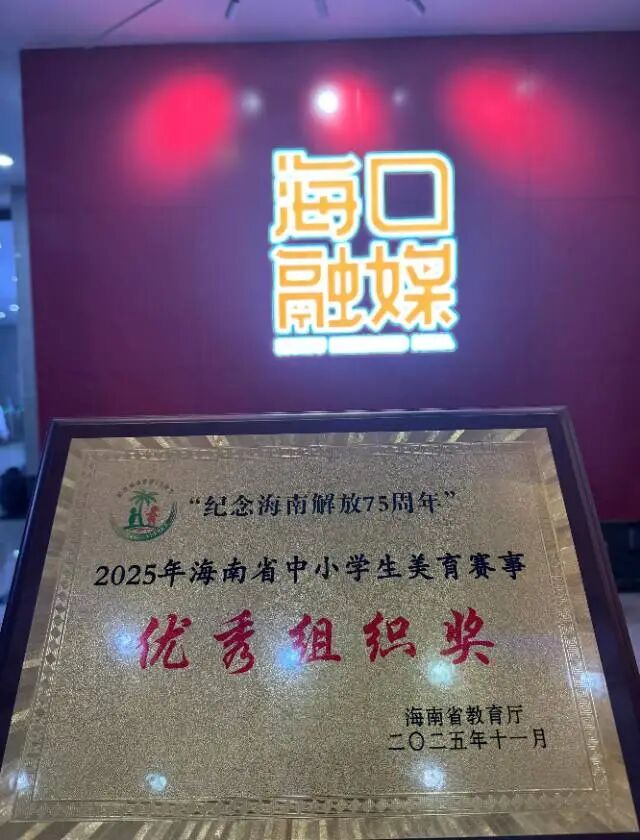 海口
融媒
“纪念海南解放75周年”
2025年海南省中小学生美育赛事
优秀组织奖
海南省教育厅
二〇二五年十一月